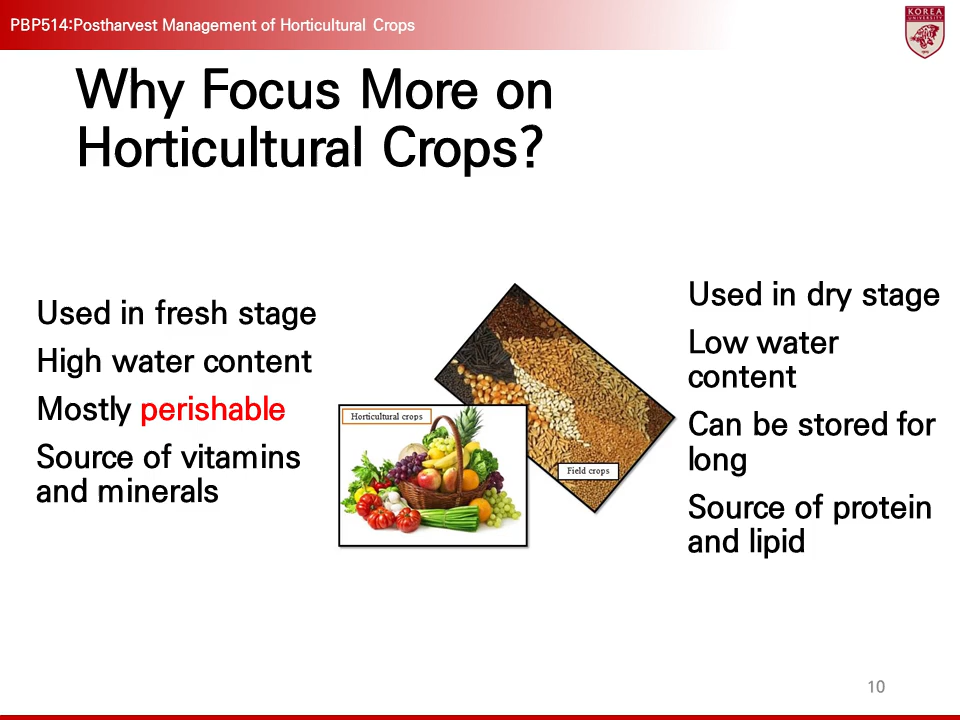 PBP514:Postharvest Management of Horticultural Crops
KOREA
UNIVERSITY
Why Focus More on
Horticultural Crops?
Used in fresh stage
High water content
Mostly perishable
Source of vitamins
and minerals
Horticultural crops
Field crops
Used in dry stage
Low water
content
Can be stored for
long
Source of protein
and lipid
10